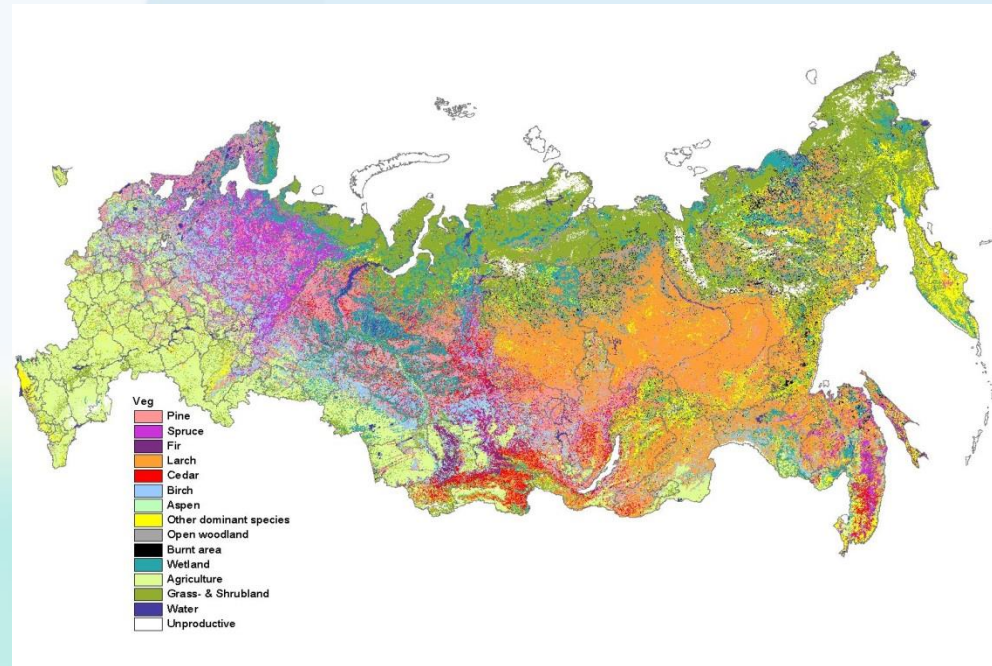 Veg
Pine
Spruce
Fir
Larch
Cedar
Birch
Aspen
Other dominant species
Open woodland
Burnt area
Wetland
Agriculture
Grass- & Shrubland
Water
Unproductive